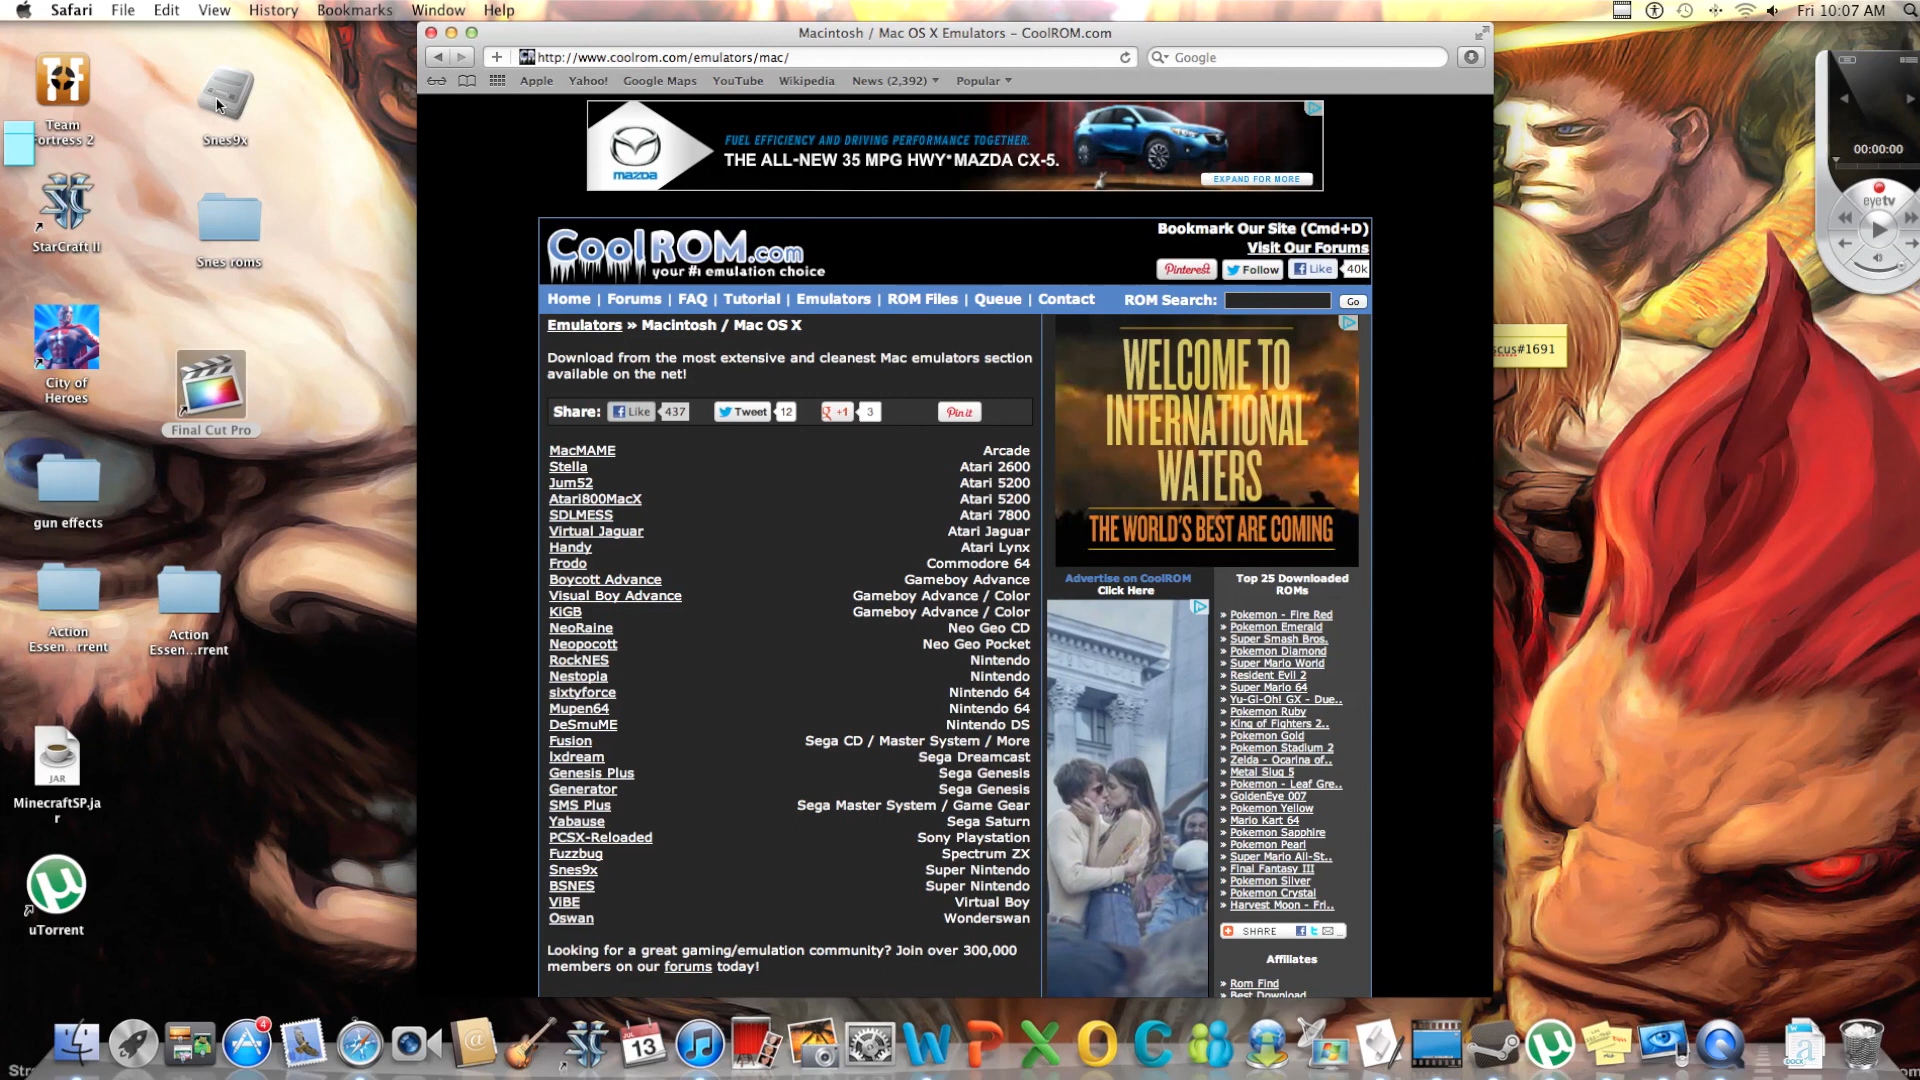 Safari File Edit View History Bookmarks Window Help
Fri 10:07 AM
Macintosh / Mac OS X Emulators – CoolROM.com
http://www.coolrom.com/emulators/mac/
Google
Apple Yahoo! Google Maps YouTube Wikipedia News (2,392) Popular
mazda
FUEL EFFICIENCY AND DRIVING PERFORMANCE TOGETHER.
THE ALL-NEW 35 MPG HWY* MAZDA CX-5.
EXPAND FOR MORE
CoolROM.com
your #1 emulation choice
Bookmark Our Site (Cmd+D)
Visit Our Forums
Pinterest Follow Like 40k
Home | Forums | FAQ | Tutorial | Emulators | ROM Files | Queue | Contact
ROM Search: Go
Emulators » Macintosh / Mac OS X
Download from the most extensive and cleanest Mac emulators section
available on the net!
Share: Like 437 Tweet 12 +1 3 Pin it
MacMAME Arcade
Stella Atari 2600
Jum52 Atari 5200
Atari800MacX Atari 5200
SDLMESS Atari 7800
Virtual Jaguar Atari Jaguar
Handy Atari Lynx
Frodo Commodore 64
Boycott Advance Gameboy Advance
Visual Boy Advance Gameboy Advance / Color
KiGB Gameboy Advance / Color
NeoRaine Neo Geo CD
Neopocott Neo Geo Pocket
RockNES Nintendo
Nestopia Nintendo
sixtyforce Nintendo 64
Mupen64 Nintendo 64
DeSmuME Nintendo DS
Fusion Sega CD / Master System / More
lxdream Sega Dreamcast
Genesis Plus Sega Genesis
Generator Sega Genesis
SMS Plus Sega Master System / Game Gear
Yabause Sega Saturn
PCSX-Reloaded Sony Playstation
Fuzzbug Spectrum ZX
Snes9x Super Nintendo
BSNES Super Nintendo
ViBE Virtual Boy
Oswan Wonderswan
Looking for a great gaming/emulation community? Join over 300,000
members on our forums today!
WELCOME TO
INTERNATIONAL
WATERS
THE WORLD'S BEST ARE COMING
Advertise on CoolROM
Click Here
Top 25 Downloaded
ROMs
» Pokemon - Fire Red
» Pokemon Emerald
» Super Smash Bros.
» Pokemon Diamond
» Super Mario World
» Resident Evil 2
» Super Mario 64
» Yu-Gi-Oh! GX - Due..
» Pokemon Ruby
» King of Fighters 2..
» Pokemon Gold
» Pokemon Stadium 2
» Zelda - Ocarina of..
» Metal Slug 5
» Pokemon - Leaf Gre..
» GoldenEye 007
» Pokemon Yellow
» Mario Kart 64
» Pokemon Sapphire
» Pokemon Pearl
» Super Mario All-St..
» Final Fantasy III
» Pokemon Silver
» Pokemon Crystal
» Harvest Moon - Fri..
SHARE
Affiliates
» Rom Find
» Best Download
Team
Fortress 2
Snes9x
StarCraft II
Snes roms
City of
Heroes
Final Cut Pro
gun effects
Action
Essen...rrent
Action
Essen...rrent
JAR
MinecraftSP.ja
r
uTorrent
00:00:00
eyetv
scus#1691
4
JUL
13
DOCX